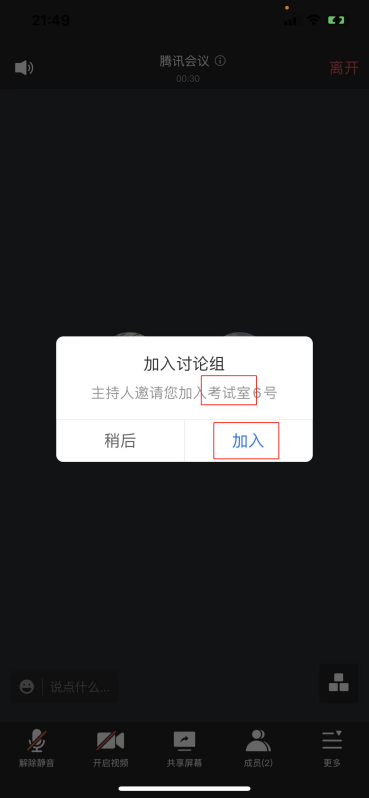 21:49
腾讯会议
00:30
离开
加入讨论组
主持人邀请您加入考试室6号
稍后
加入
说点什么...
解除静音
开启视频
共享屏幕
成员(2)
更多